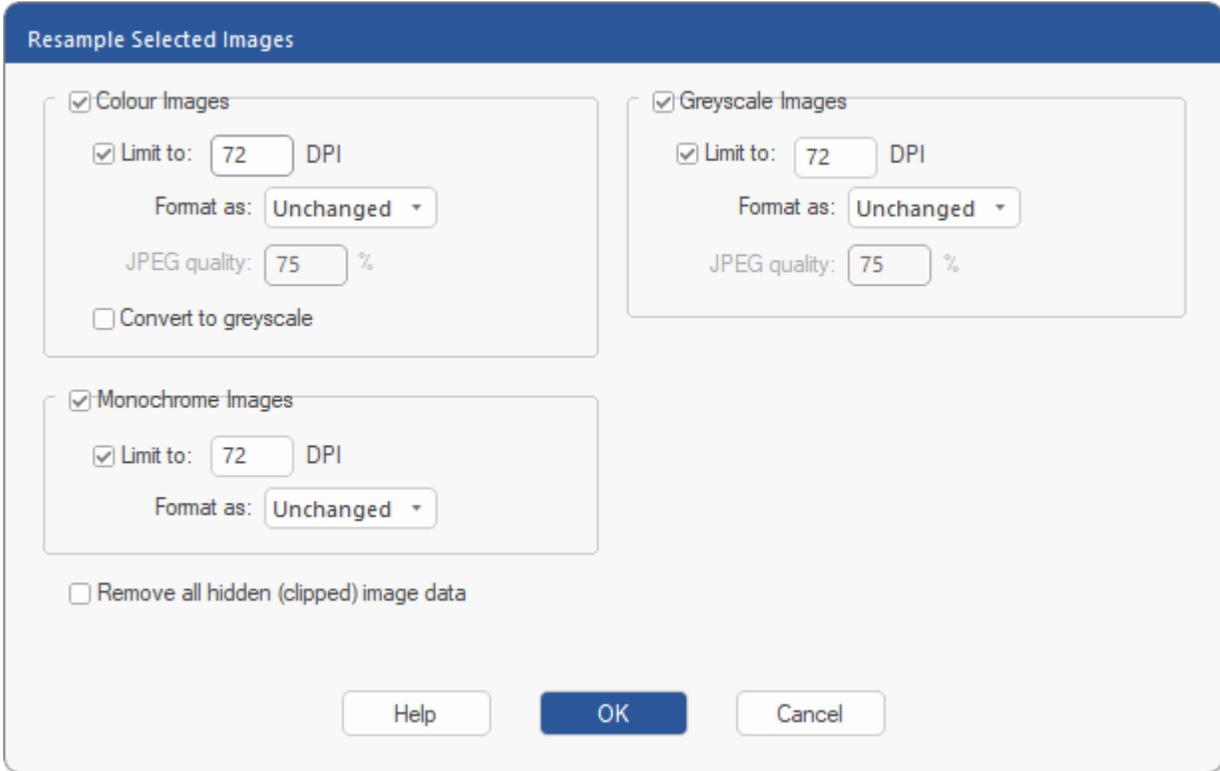 Resample Selected Images
Colour Images
Limit to: 72 DPI
Format as: Unchanged
JPEG quality: 75 %
Convert to greyscale
Greyscale Images
Limit to: 72 DPI
Format as: Unchanged
JPEG quality: 75 %
Monochrome Images
Limit to: 72 DPI
Format as: Unchanged
Remove all hidden (clipped) image data
Help OK Cancel